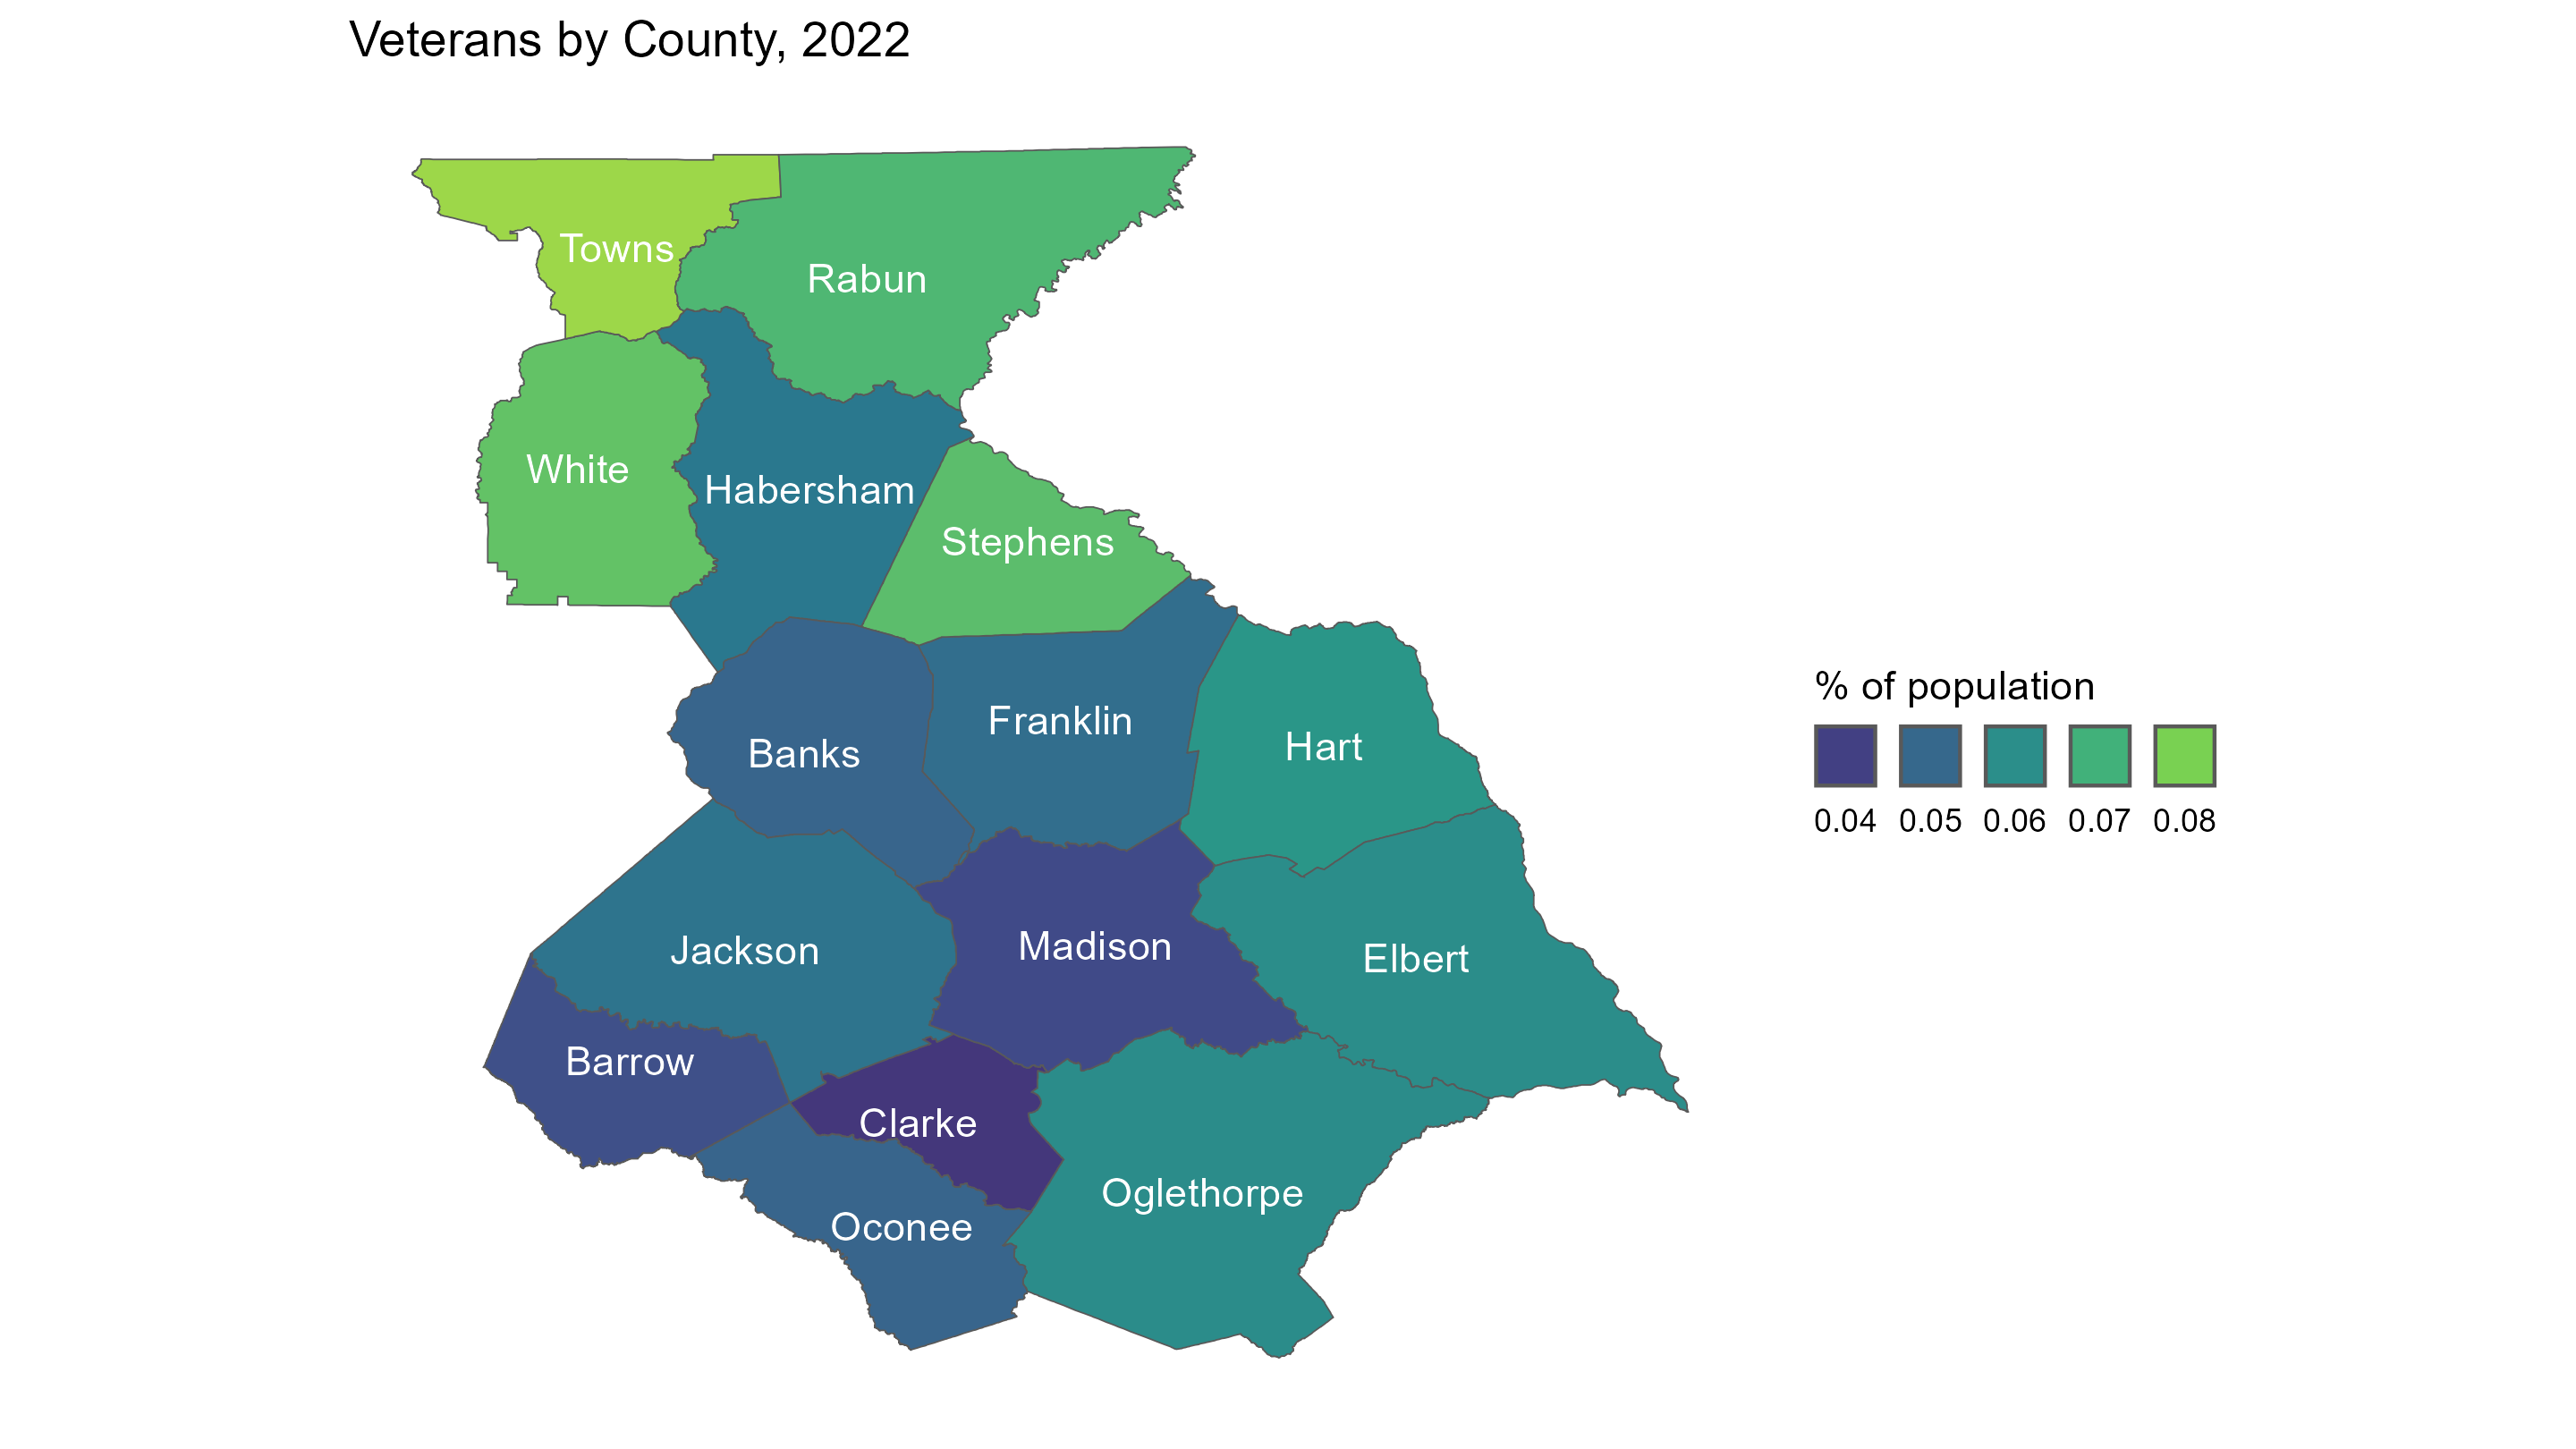 Veterans by County, 2022
Towns
Rabun
White
Habersham
Stephens
Franklin
Hart
Banks
Jackson
Madison
Elbert
Barrow
Clarke
Oglethorpe
Oconee
% of population
0.04 0.05 0.06 0.07 0.08